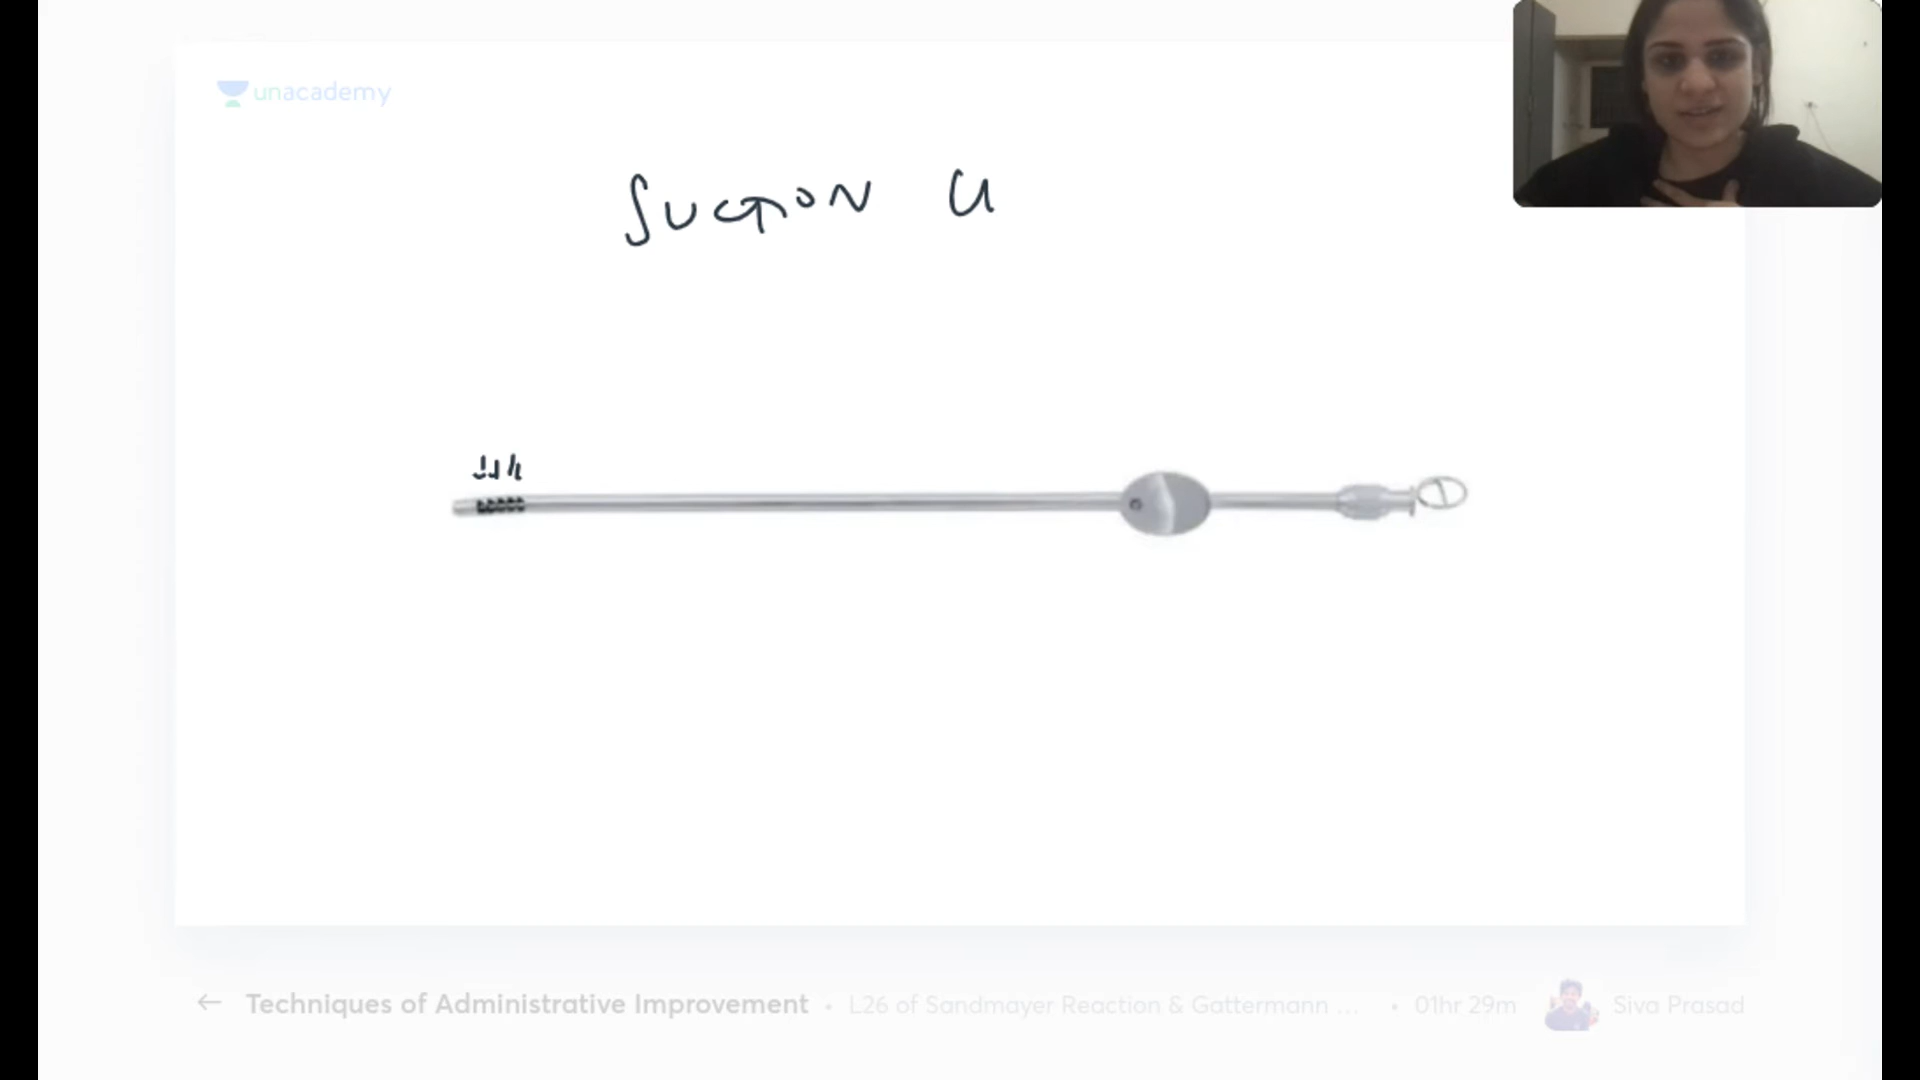 unacademy
SUCTION U
Techniques of Administrative Improvement • L26 of Sandmayer Reaction & Gattermann ... • 01hr 29m Siva Prasad